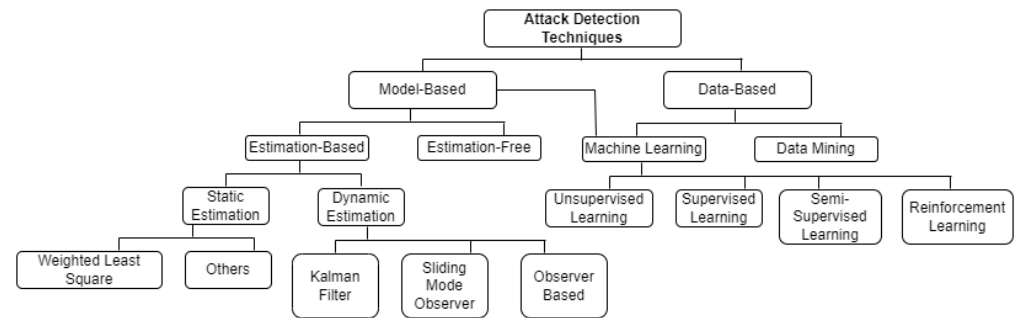 Attack Detection
Techniques
Model-Based
Data-Based
Estimation-Based
Estimation-Free
Machine Learning
Data Mining
Static
Estimation
Dynamic
Estimation
Unsupervised
Learning
Supervised
Learning
Semi-
Supervised
Learning
Reinforcement
Learning
Weighted Least
Square
Others
Kalman
Filter
Sliding
Mode
Observer
Observer
Based